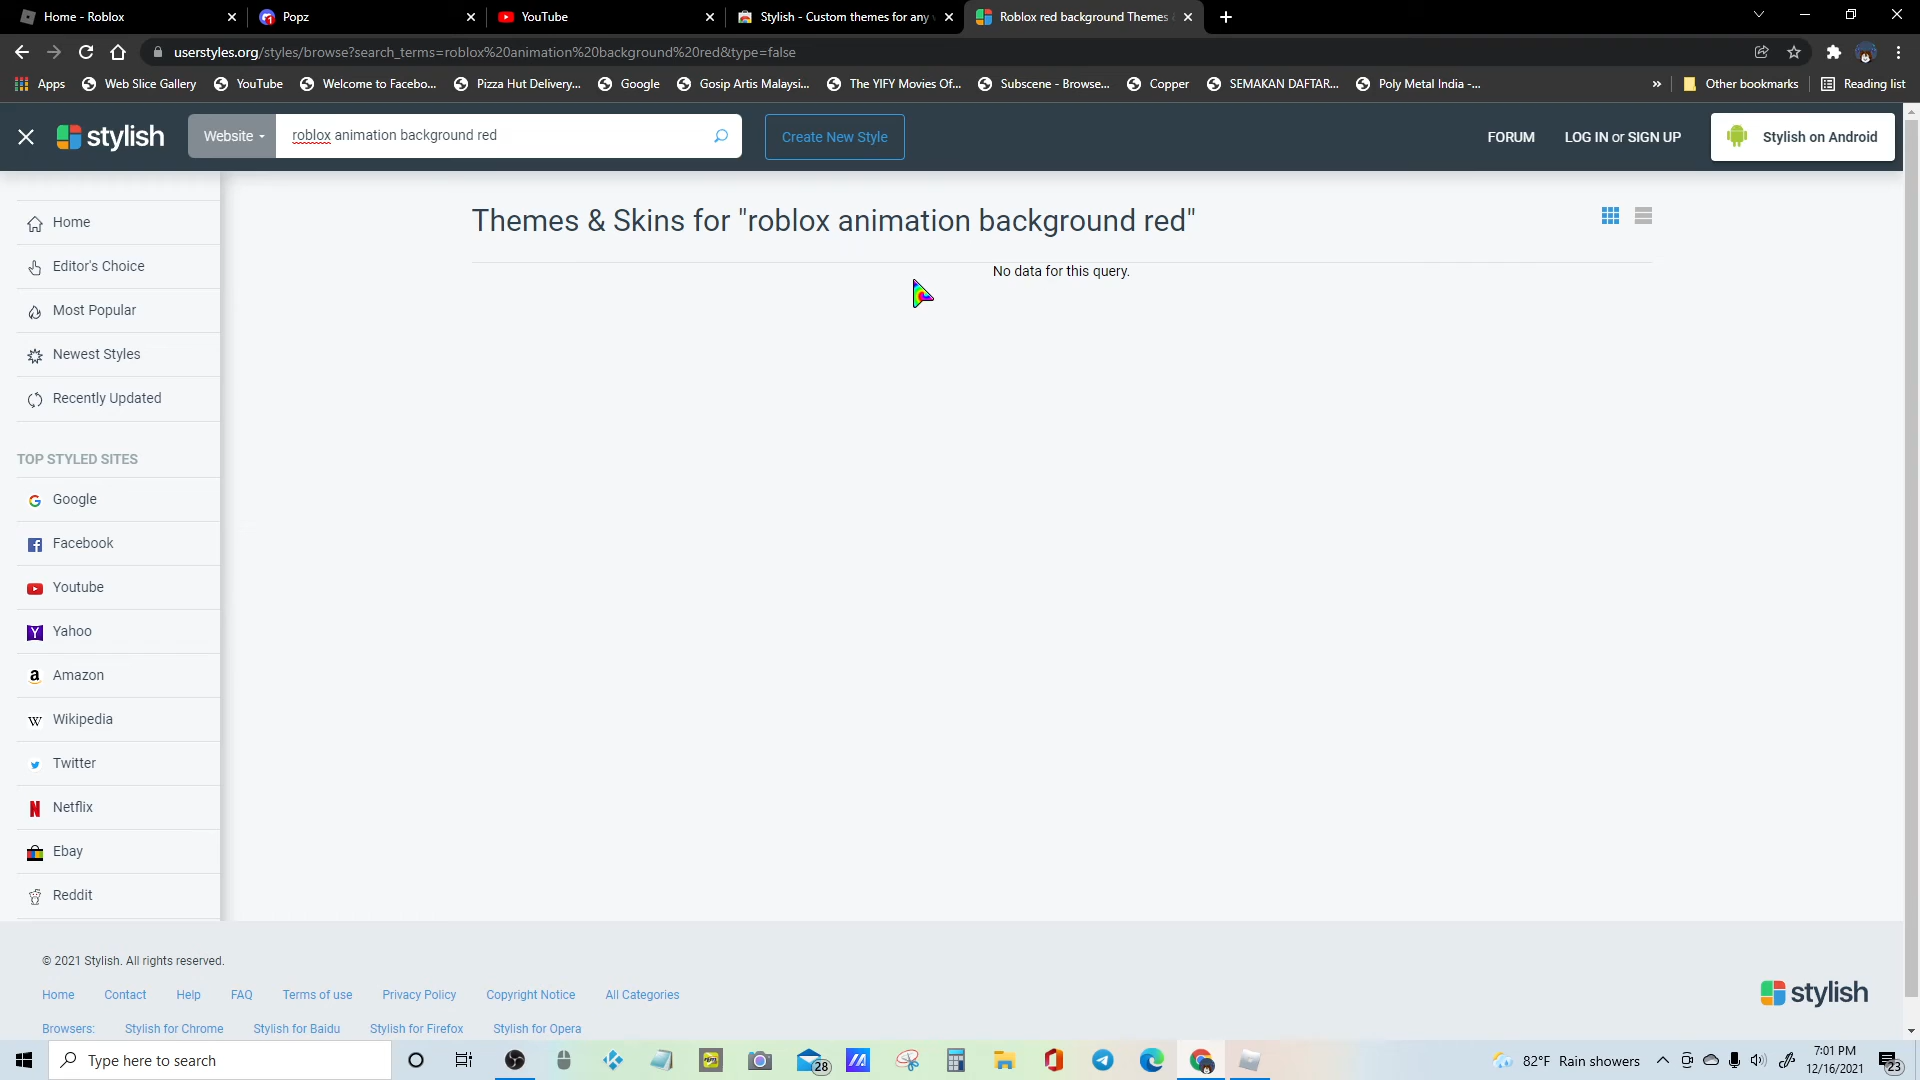 Home - Roblox
Popz
YouTube
Stylish - Custom themes for any
Roblox red background Themes
userstyles.org/styles/browse?search_terms=roblox%20animation%20background%20red&type=false
Apps
Web Slice Gallery
YouTube
Welcome to Facebo...
Pizza Hut Delivery...
Google
Gosip Artis Malaysi...
The YIFY Movies Of...
Subscene - Browse...
Copper
SEMAKAN DAFTAR...
Poly Metal India -...
»
Other bookmarks
Reading list
stylish
Website
roblox animation background red
Create New Style
FORUM
LOG IN or SIGN UP
Stylish on Android
Home
Editor's Choice
Most Popular
Newest Styles
Recently Updated
TOP STYLED SITES
Google
Facebook
Youtube
Yahoo
Amazon
Wikipedia
Twitter
Netflix
Ebay
Reddit
Themes & Skins for "roblox animation background red"
No data for this query.
© 2021 Stylish. All rights reserved.
Home Contact Help FAQ Terms of use Privacy Policy Copyright Notice All Categories
stylish
Browsers: Stylish for Chrome Stylish for Baidu Stylish for Firefox Stylish for Opera
Type here to search
28
82°F Rain showers
7:01 PM
12/16/2021
23